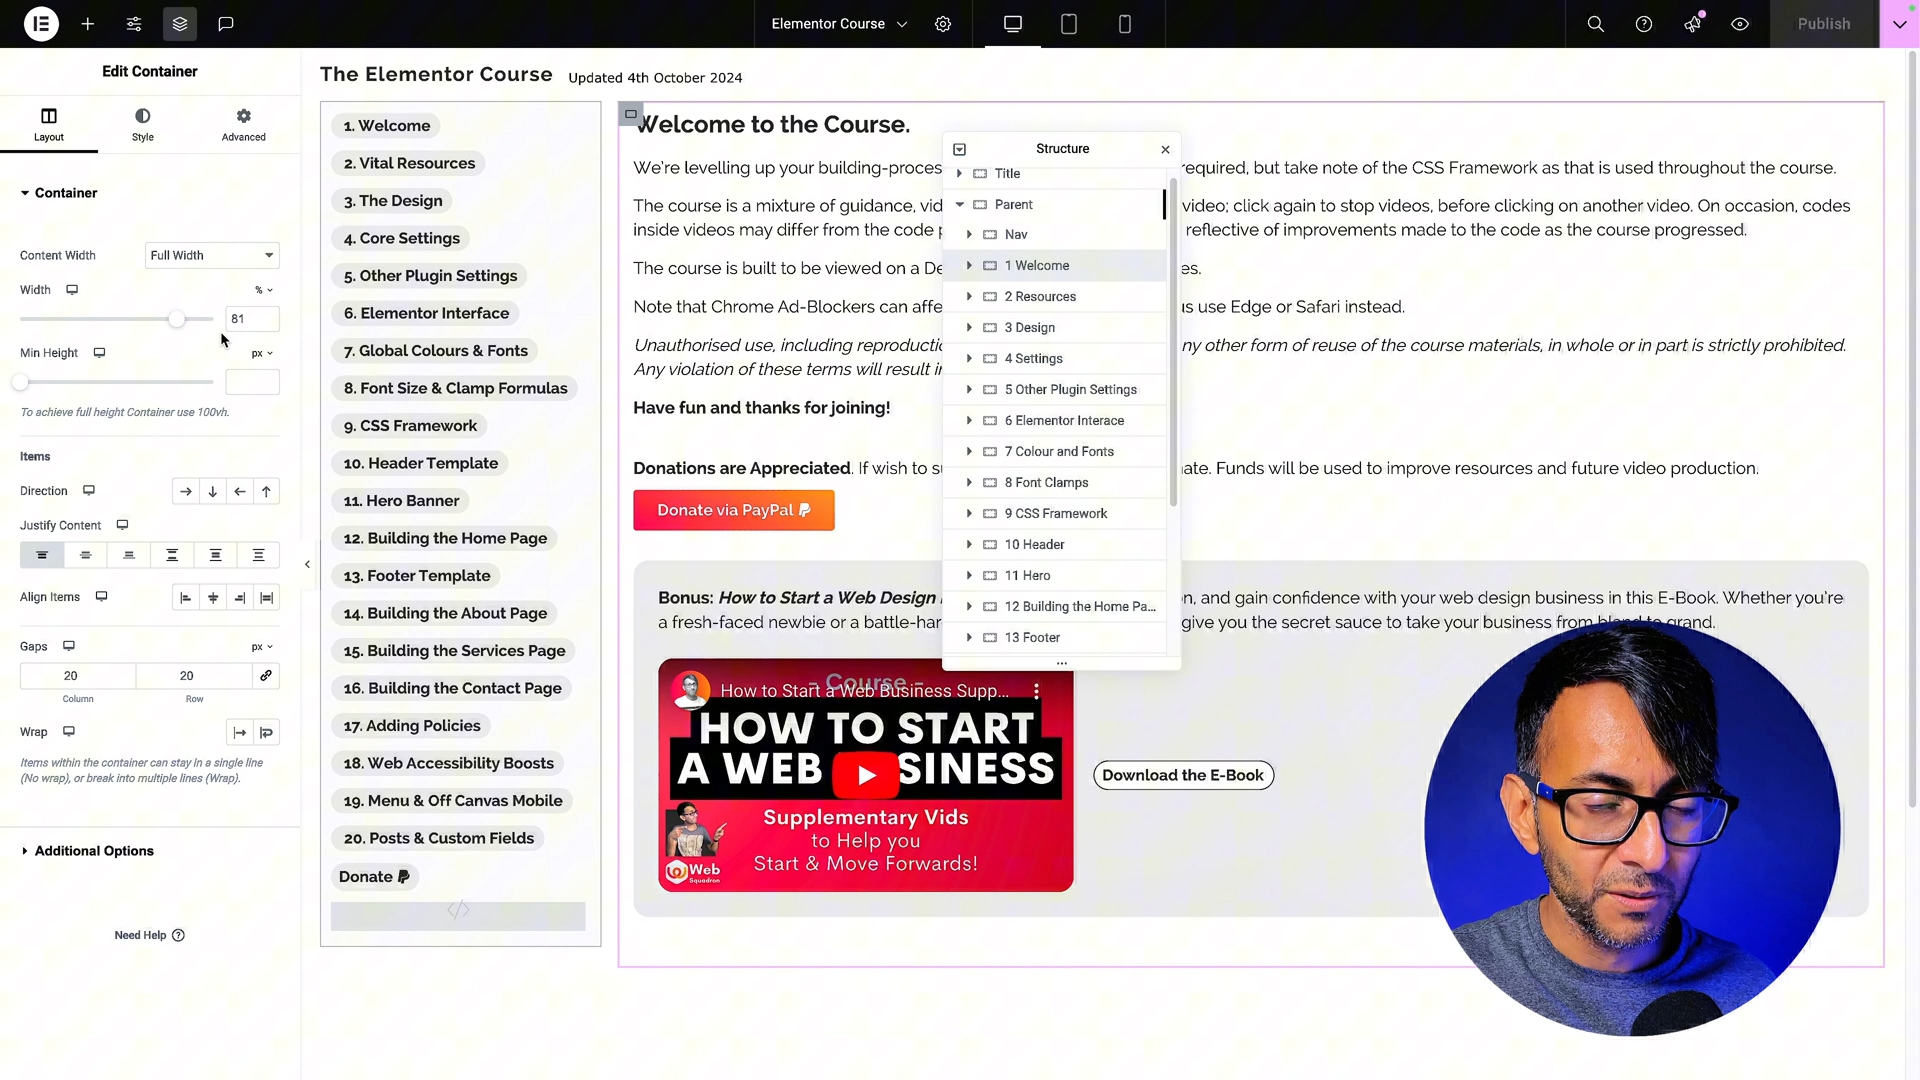 Elementor Course
Publish
Edit Container
Layout
Style
Advanced
Container
Content Width
Full Width
Width
%
81
Min Height
px
To achieve full height Container use 100vh.
Items
Direction
Justify Content
Align Items
Gaps
px
20
20
Column
Row
Wrap
Items within the container can stay in a single line
(No wrap), or break into multiple lines (Wrap).
Additional Options
Need Help
The Elementor Course
Updated 4th October 2024
1. Welcome
2. Vital Resources
3. The Design
4. Core Settings
5. Other Plugin Settings
6. Elementor Interface
7. Global Colours & Fonts
8. Font Size & Clamp Formulas
9. CSS Framework
10. Header Template
11. Hero Banner
12. Building the Home Page
13. Footer Template
14. Building the About Page
15. Building the Services Page
16. Building the Contact Page
17. Adding Policies
18. Web Accessibility Boosts
19. Menu & Off Canvas Mobile
20. Posts & Custom Fields
Donate
Welcome to the Course.
We're levelling up your building-proces required, but take note of the CSS Framework as that is used throughout the course.
The course is a mixture of guidance, vid video; click again to stop videos, before clicking on another video. On occasion, codes
inside videos may differ from the code reflective of improvements made to the code as the course progressed.
The course is built to be viewed on a De es.
Note that Chrome Ad-Blockers can affe us use Edge or Safari instead.
Unauthorised use, including reproducti ny other form of reuse of the course materials, in whole or in part is strictly prohibited.
Any violation of these terms will result i
Have fun and thanks for joining!
Donations are Appreciated. If wish to su ate. Funds will be used to improve resources and future video production.
Donate via PayPal
Bonus: How to Start a Web Design n, and gain confidence with your web design business in this E-Book. Whether you're
a fresh-faced newbie or a battle-har give you the secret sauce to take your business from bland to grand.
Structure
Title
Parent
Nav
1 Welcome
2 Resources
3 Design
4 Settings
5 Other Plugin Settings
6 Elementor Interace
7 Colour and Fonts
8 Font Clamps
9 CSS Framework
10 Header
11 Hero
12 Building the Home Pa...
13 Footer
- Course -
How to Start a Web Business Supp...
HOW TO START
A WEB BUSINESS
Supplementary Vids
to Help you
Start & Move Forwards!
Web
Squadron
Download the E-Book